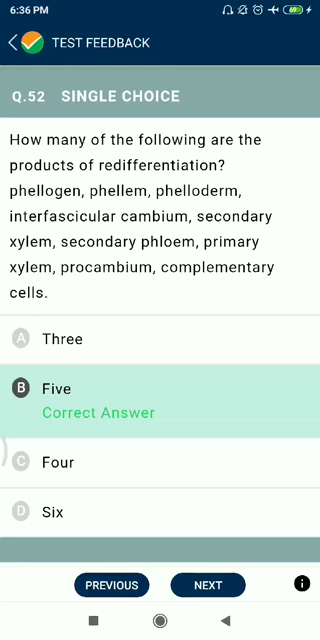 6:36 PM
69
TEST FEEDBACK
Q.52 SINGLE CHOICE
How many of the following are the
products of redifferentiation?
phellogen, phellem, phelloderm,
interfascicular cambium, secondary
xylem, secondary phloem, primary
xylem, procambium, complementary
cells.
A Three
B Five
Correct Answer
C Four
D Six
PREVIOUS NEXT